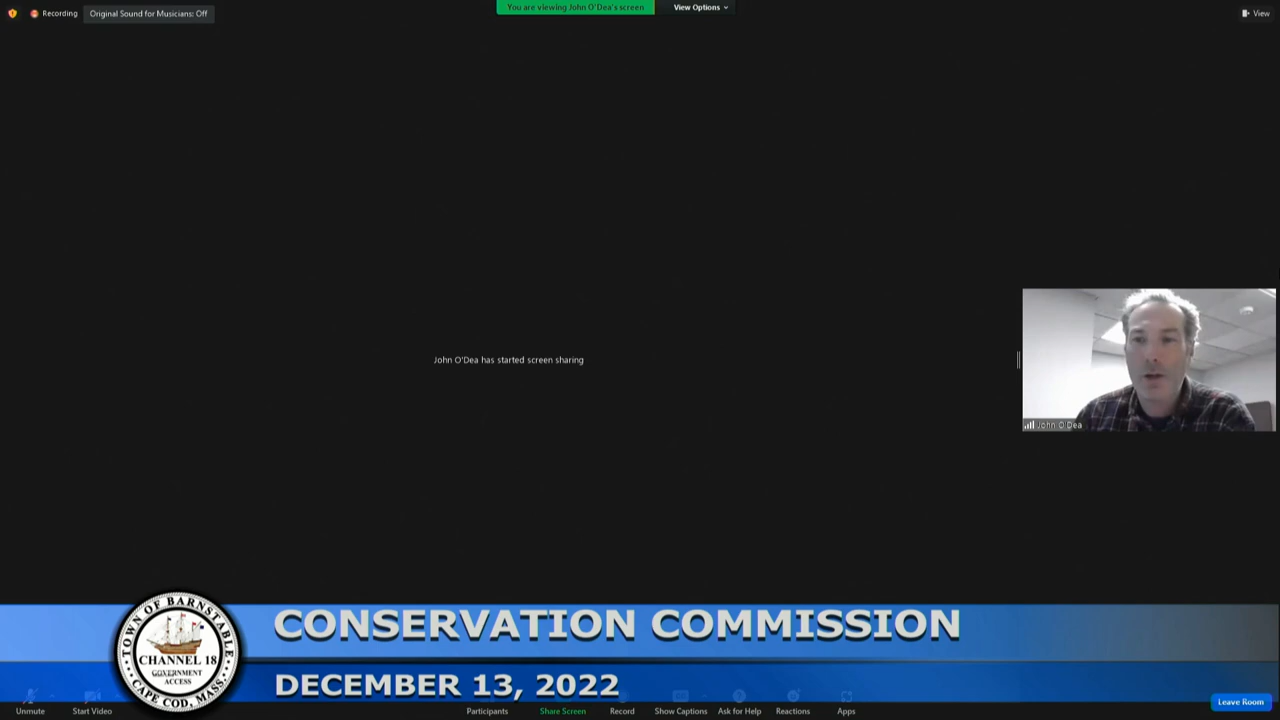 Recording
Original Sound for Musicians: Off
You are viewing John O'Dea's screen
View Options
View
John O'Dea has started screen sharing
John O'Dea
CONSERVATION COMMISSION
DECEMBER 13, 2022
TOWN OF BARNSTABLE
CHANNEL 18
GOVERNMENT
ACCESS
CAPE COD, MASS.
Unmute
Start Video
Participants
Share Screen
Record
Show Captions
Ask for Help
Reactions
Apps
Leave Room